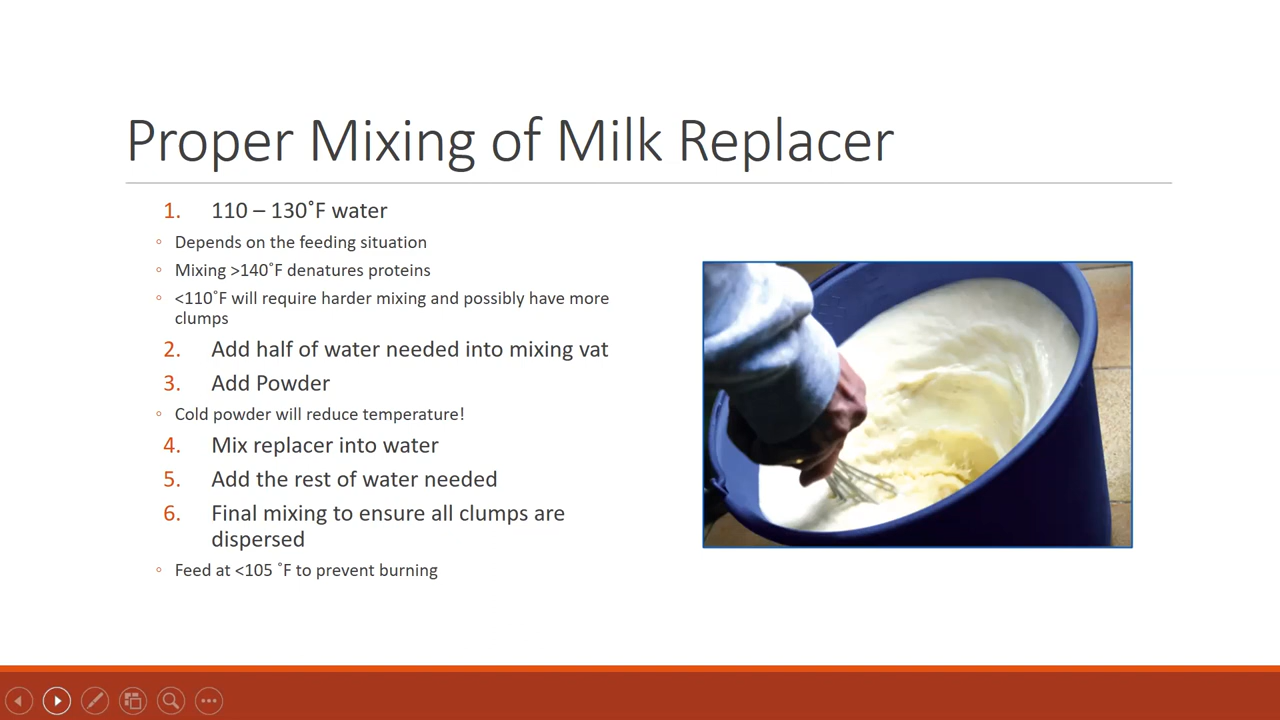 Proper Mixing of Milk Replacer
1. 110 – 130˚F water
◦ Depends on the feeding situation
◦ Mixing >140˚F denatures proteins
◦ <110˚F will require harder mixing and possibly have more
clumps
2. Add half of water needed into mixing vat
3. Add Powder
◦ Cold powder will reduce temperature!
4. Mix replacer into water
5. Add the rest of water needed
6. Final mixing to ensure all clumps are
dispersed
◦ Feed at <105 ˚F to prevent burning